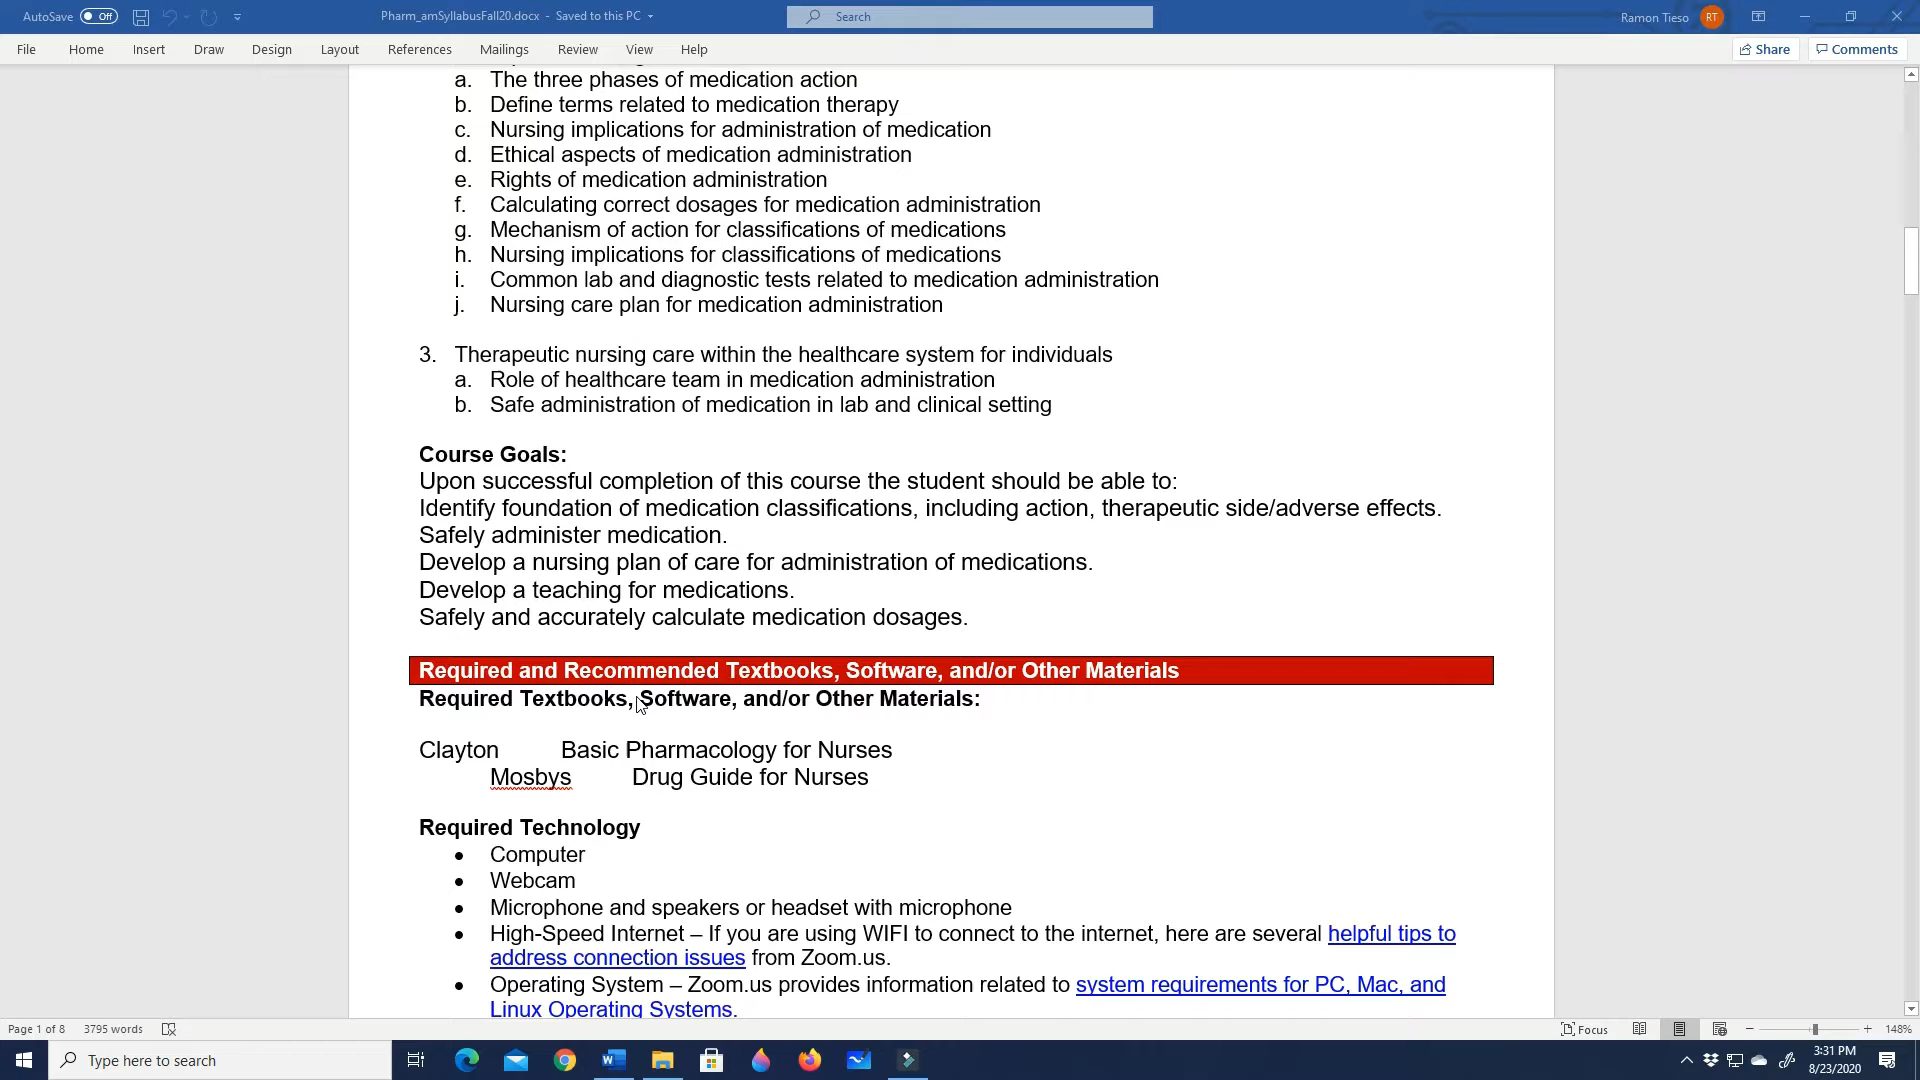 AutoSave Off
Pharm_amSyllabusFall20.docx - Saved to this PC
Search
Ramon Tieso RT
File Home Insert Draw Design Layout References Mailings Review View Help
Share Comments
a. The three phases of medication action
b. Define terms related to medication therapy
c. Nursing implications for administration of medication
d. Ethical aspects of medication administration
e. Rights of medication administration
f. Calculating correct dosages for medication administration
g. Mechanism of action for classifications of medications
h. Nursing implications for classifications of medications
i. Common lab and diagnostic tests related to medication administration
j. Nursing care plan for medication administration
3. Therapeutic nursing care within the healthcare system for individuals
a. Role of healthcare team in medication administration
b. Safe administration of medication in lab and clinical setting
Course Goals:
Upon successful completion of this course the student should be able to:
Identify foundation of medication classifications, including action, therapeutic side/adverse effects.
Safely administer medication.
Develop a nursing plan of care for administration of medications.
Develop a teaching for medications.
Safely and accurately calculate medication dosages.
Required and Recommended Textbooks, Software, and/or Other Materials
Required Textbooks, Software, and/or Other Materials:
Clayton Basic Pharmacology for Nurses
Mosbys Drug Guide for Nurses
Required Technology
• Computer
• Webcam
• Microphone and speakers or headset with microphone
• High-Speed Internet – If you are using WIFI to connect to the internet, here are several helpful tips to
address connection issues from Zoom.us.
• Operating System – Zoom.us provides information related to system requirements for PC, Mac, and
Linux Operating Systems.
Page 1 of 8 3795 words
Focus
148%
Type here to search
3:31 PM
8/23/2020